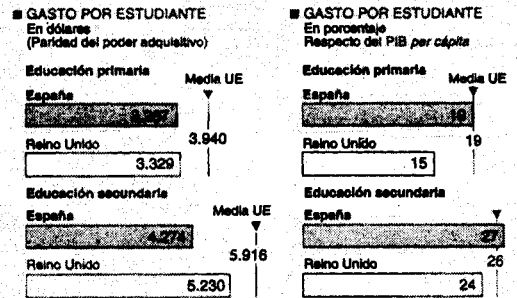 GASTO POR ESTUDIANTE
En dólares
(Paridad del poder adquisitivo)
Educación primaria
Media UE
España
3.940
Reino Unido
3.329
Educación secundaria
España
Media UE
4.274
5.916
Reino Unido
5.230
GASTO POR ESTUDIANTE
En porcentaje
Respecto del PIB per cápita
Educación primaria
Media UE
España
19
19
Reino Unido
15
Educación secundaria
España
27
26
Reino Unido
24